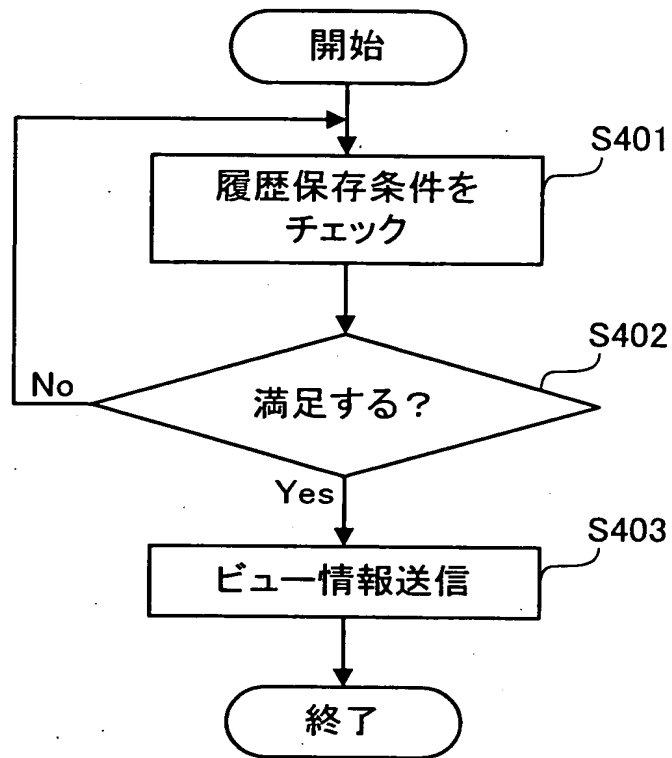 開始
S401
履歴保存条件を
チェック
S402
満足する？
No
Yes
S403
ビュー情報送信
終了